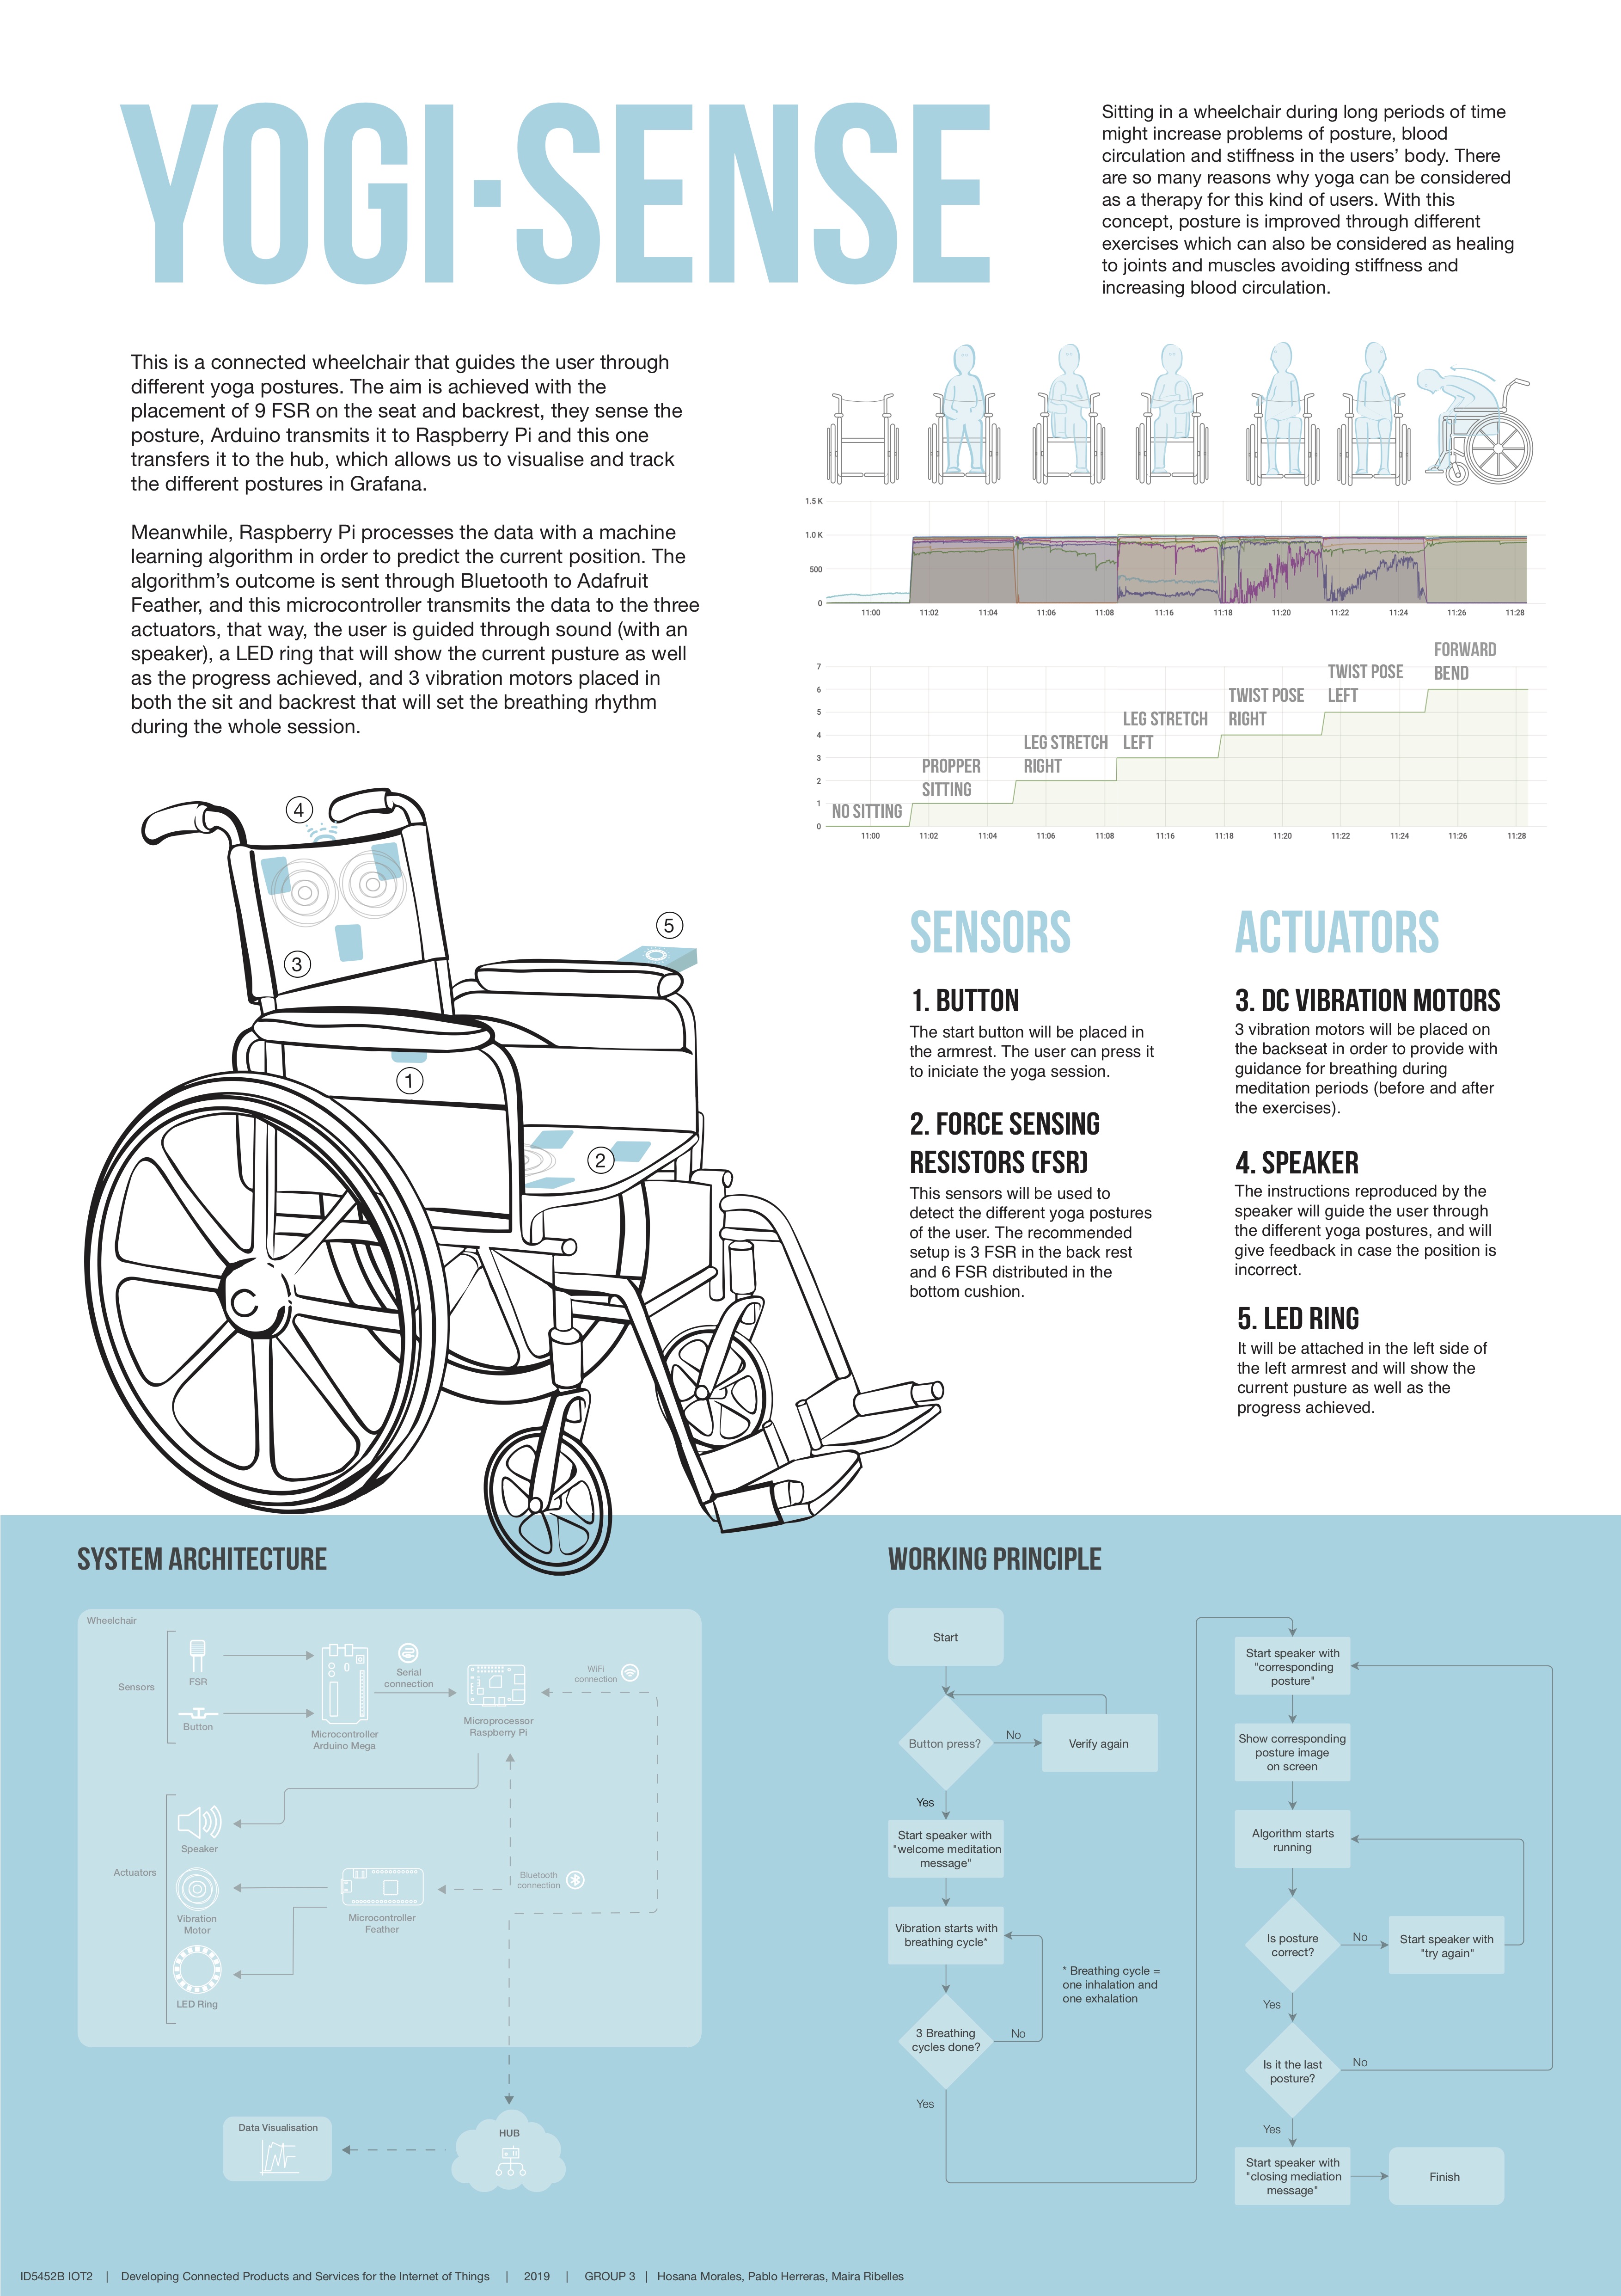 YOGI·SENSE
Sitting in a wheelchair during long periods of time
might increase problems of posture, blood
circulation and stiffness in the users' body. There
are so many reasons why yoga can be considered
as a therapy for this kind of users. With this
concept, posture is improved through different
exercises which can also be considered as healing
to joints and muscles avoiding stiffness and
increasing blood circulation.
This is a connected wheelchair that guides the user through
different yoga postures. The aim is achieved with the
placement of 9 FSR on the seat and backrest, they sense the
posture, Arduino transmits it to Raspberry Pi and this one
transfers it to the hub, which allows us to visualise and track
the different postures in Grafana.
Meanwhile, Raspberry Pi processes the data with a machine
learning algorithm in order to predict the current position. The
algorithm's outcome is sent through Bluetooth to Adafruit
Feather, and this microcontroller transmits the data to the three
actuators, that way, the user is guided through sound (with an
speaker), a LED ring that will show the current pusture as well
as the progress achieved, and 3 vibration motors placed in
both the sit and backrest that will set the breathing rhythm
during the whole session.
1.5 K
1.0 K
500
0
11:00 11:02 11:04 11:06 11:08 11:16 11:18 11:20 11:22 11:24 11:26 11:28
7
6
5
4
3
2
1
0
NO SITTING
PROPPER
SITTING
LEG STRETCH
RIGHT
LEG STRETCH
LEFT
TWIST POSE
RIGHT
TWIST POSE
LEFT
FORWARD
BEND
11:00 11:02 11:04 11:06 11:08 11:16 11:18 11:20 11:22 11:24 11:26 11:28
4
3
5
1
2
SENSORS
1. BUTTON
The start button will be placed in
the armrest. The user can press it
to iniciate the yoga session.
2. FORCE SENSING
RESISTORS (FSR)
This sensors will be used to
detect the different yoga postures
of the user. The recommended
setup is 3 FSR in the back rest
and 6 FSR distributed in the
bottom cushion.
ACTUATORS
3. DC VIBRATION MOTORS
3 vibration motors will be placed on
the backseat in order to provide with
guidance for breathing during
meditation periods (before and after
the exercises).
4. SPEAKER
The instructions reproduced by the
speaker will guide the user through
the different yoga postures, and will
give feedback in case the position is
incorrect.
5. LED RING
It will be attached in the left side of
the left armrest and will show the
current pusture as well as the
progress achieved.
SYSTEM ARCHITECTURE
Wheelchair
Sensors
FSR
Button
Microcontroller
Arduino Mega
Serial
connection
Microprocessor
Raspberry Pi
WiFi
connection
Actuators
Speaker
Vibration
Motor
LED Ring
Microcontroller
Feather
Bluetooth
connection
Data Visualisation
HUB
WORKING PRINCIPLE
Start
Button press?
No
Verify again
Yes
Start speaker with
"welcome meditation
message"
Vibration starts with
breathing cycle*
* Breathing cycle =
one inhalation and
one exhalation
3 Breathing
cycles done?
No
Yes
Start speaker with
"corresponding
posture"
Show corresponding
posture image
on screen
Algorithm starts
running
Is posture
correct?
No
Start speaker with
"try again"
Yes
Is it the last
posture?
No
Yes
Start speaker with
"closing mediation
message"
Finish
ID5452B IOT2 | Developing Connected Products and Services for the Internet of Things | 2019 | GROUP 3 | Hosana Morales, Pablo Herreras, Maira Ribelles